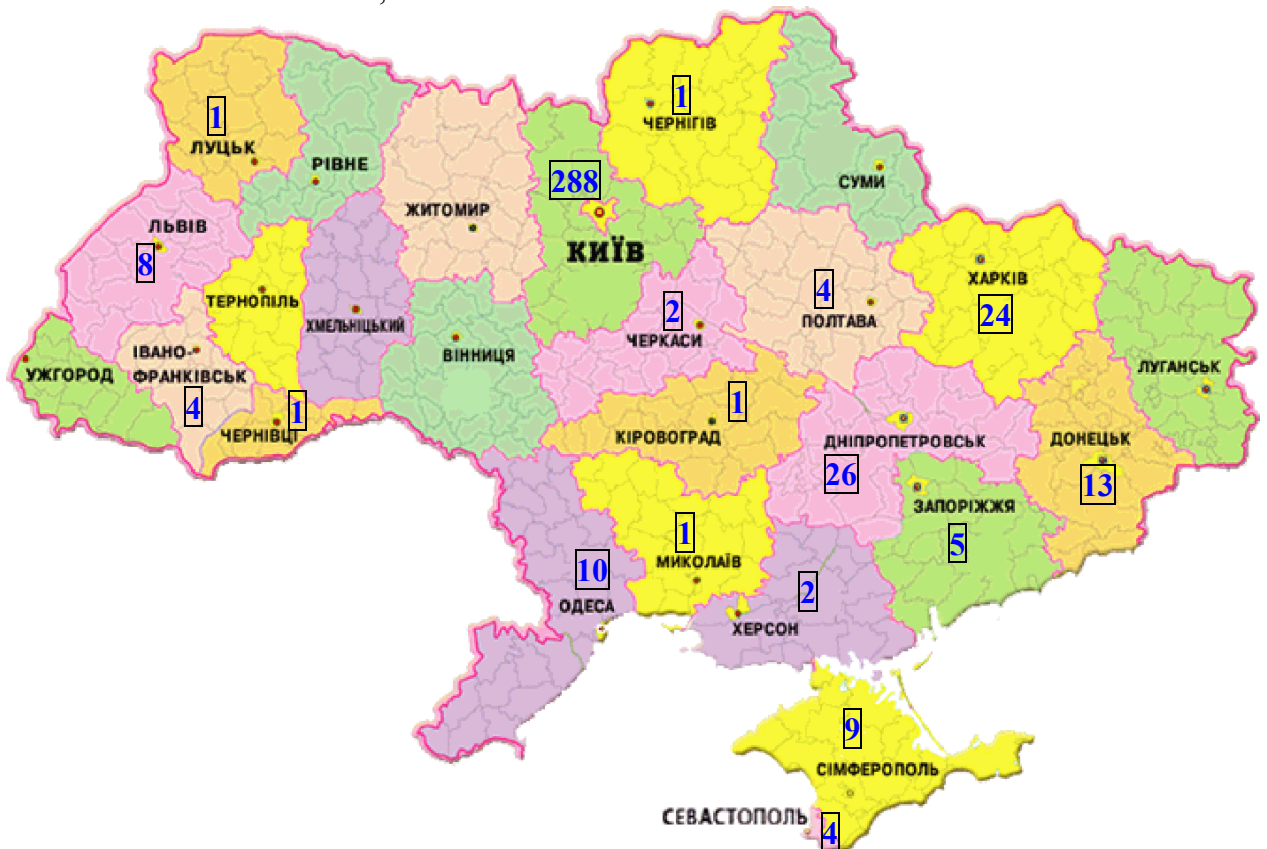 1
ЧЕРНІГІВ
1
ЛУЦЬК
РІВНЕ
288
СУМИ
ЖИТОМИР
ЛЬВІВ
8
КИЇВ
ХАРКІВ
24
4
ПОЛТАВА
ТЕРНОПІЛЬ
ХМЕЛЬНІЦЬКИЙ
2
ЧЕРКАСИ
ВІННИЦЯ
ІВАНО-
ФРАНКІВСЬК
4
УЖГОРОД
ЛУГАНСЬК
1
ЧЕРНІВЦІ
1
КІРОВОГРАД
ДНІПРОПЕТРОВСЬК
26
ДОНЕЦЬК
13
ЗАПОРІЖЖЯ
5
1
МИКОЛАЇВ
10
ОДЕСА
2
ХЕРСОН
9
СІМФЕРОПОЛЬ
СЕВАСТОПОЛЬ
4